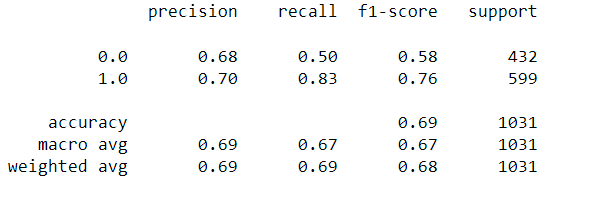 precision recall f1-score support
0.0 0.68 0.50 0.58 432
1.0 0.70 0.83 0.76 599
accuracy 0.69 1031
macro avg 0.69 0.67 0.67 1031
weighted avg 0.69 0.69 0.68 1031